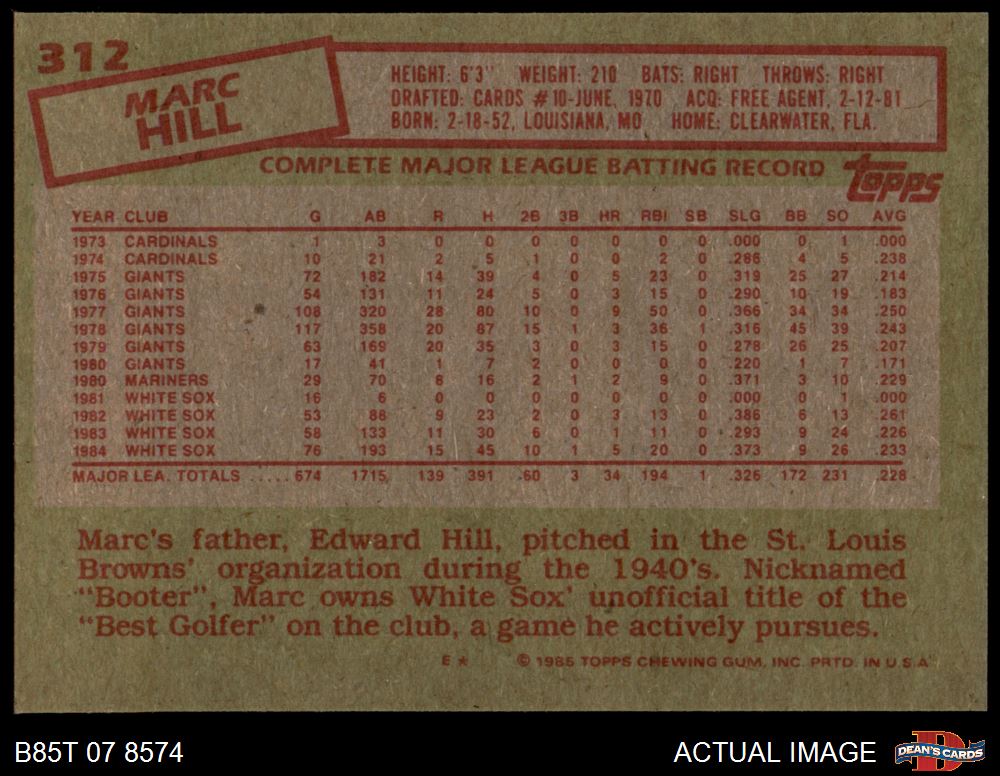 312
MARC
HILL
HEIGHT: 6'3" WEIGHT: 210 BATS: RIGHT THROWS: RIGHT
DRAFTED: CARDS #10-JUNE, 1970 ACQ: FREE AGENT, 2-12-81
BORN: 2-18-52, LOUISIANA, MO HOME: CLEARWATER, FLA.
COMPLETE MAJOR LEAGUE BATTING RECORD
topps
YEAR CLUB G AB R H 2B 3B HR RBI SB SLG BB SO AVG
1973 CARDINALS 1 3 0 0 0 0 0 0 0 .000 0 1 .000
1974 CARDINALS 10 21 2 5 1 0 0 2 0 .286 4 5 .238
1975 GIANTS 72 182 14 39 4 0 5 23 0 .319 25 27 .214
1976 GIANTS 54 131 11 24 5 0 3 15 0 .290 10 19 .183
1977 GIANTS 108 320 28 80 10 0 9 50 0 .366 34 34 .250
1978 GIANTS 117 358 20 87 15 1 3 36 1 .316 45 39 .243
1979 GIANTS 63 169 20 35 3 0 3 15 0 .278 26 25 .207
1980 GIANTS 17 41 1 7 2 0 0 0 0 .220 1 7 .171
1980 MARINERS 29 70 8 16 2 1 2 9 0 .371 3 10 .229
1981 WHITE SOX 16 6 0 0 0 0 0 0 0 .000 0 1 .000
1982 WHITE SOX 53 88 9 23 2 0 3 13 0 .386 6 13 .261
1983 WHITE SOX 58 133 11 30 6 0 1 11 0 .293 9 24 .226
1984 WHITE SOX 76 193 15 45 10 1 5 20 0 .373 9 26 .233
MAJOR LEA. TOTALS ..... 674 1715 139 391 60 3 34 194 1 .326 172 231 .228
Marc's father, Edward Hill, pitched in the St. Louis
Browns' organization during the 1940's. Nicknamed
"Booter", Marc owns White Sox' unofficial title of the
"Best Golfer" on the club, a game he actively pursues.
E★ © 1985 TOPPS CHEWING GUM, INC. PRTD. IN U.S.A.
B85T 07 8574
ACTUAL IMAGE
DEAN'S CARDS